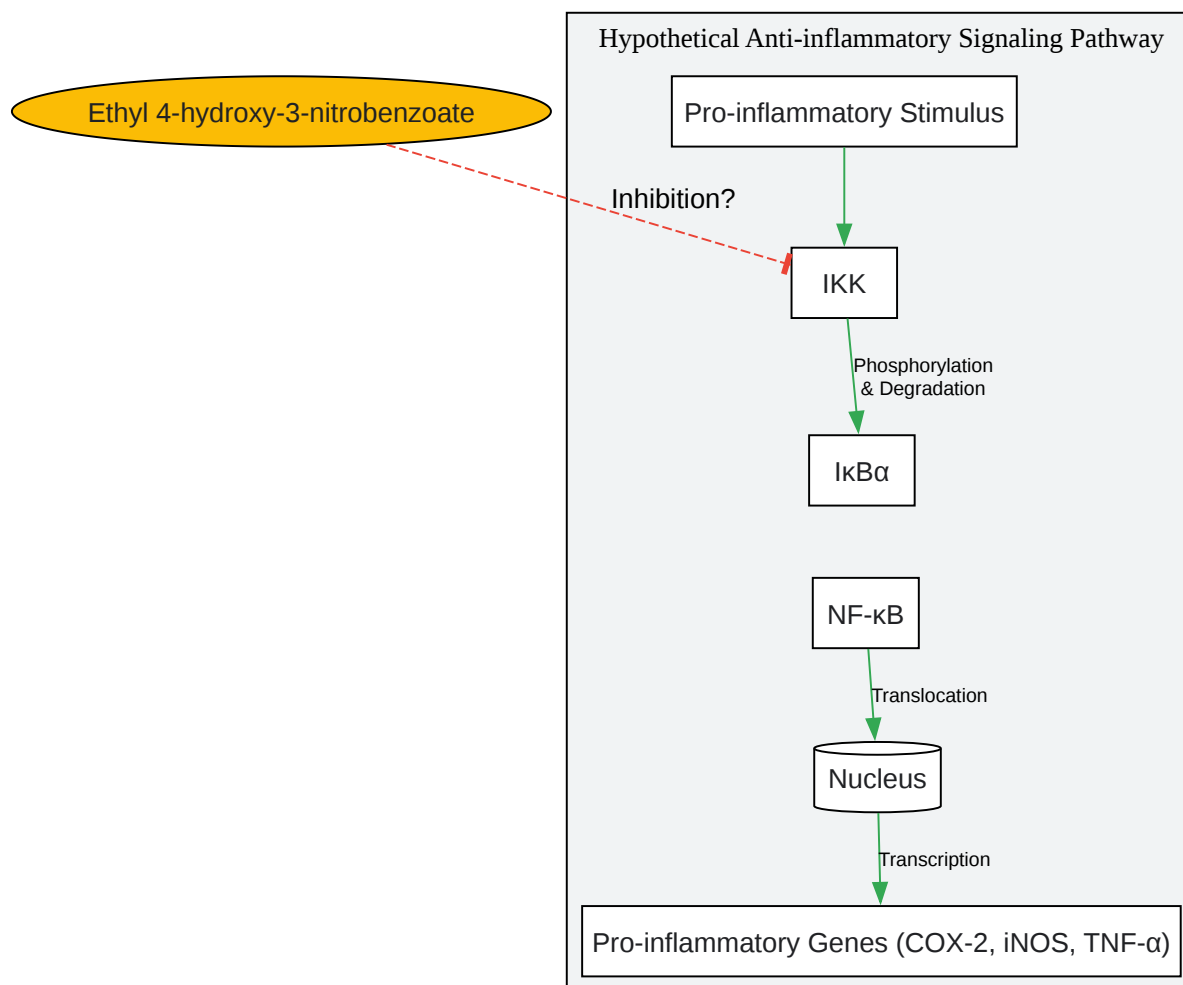 Hypothetical Anti-inflammatory Signaling Pathway
Ethyl 4-hydroxy-3-nitrobenzoate
Pro-inflammatory Stimulus
Inhibition?
IKK
Phosphorylation
& Degradation
IκBα
NF-κB
Translocation
Nucleus
Transcription
Pro-inflammatory Genes (COX-2, iNOS, TNF-α)